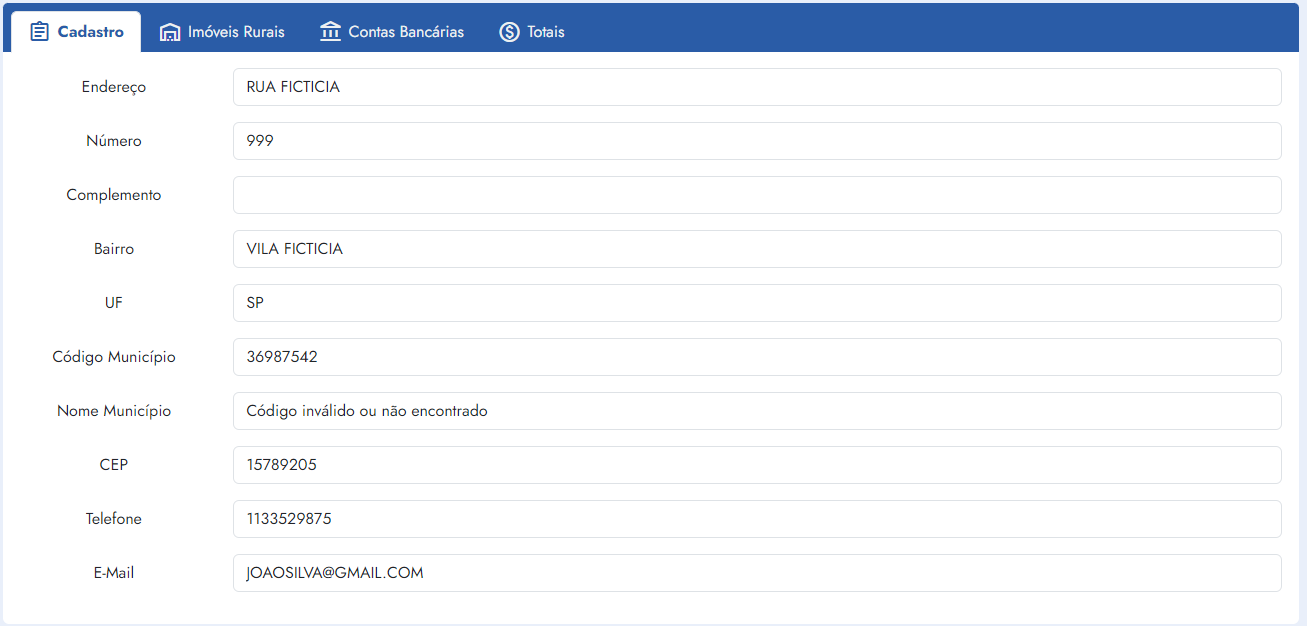 Cadastro Imóveis Rurais Contas Bancárias Totais
Endereço RUA FICTICIA
Número 999
Complemento
Bairro VILA FICTICIA
UF SP
Código Município 36987542
Nome Município Código inválido ou não encontrado
CEP 15789205
Telefone 1133529875
E-Mail JOAOSILVA@GMAIL.COM